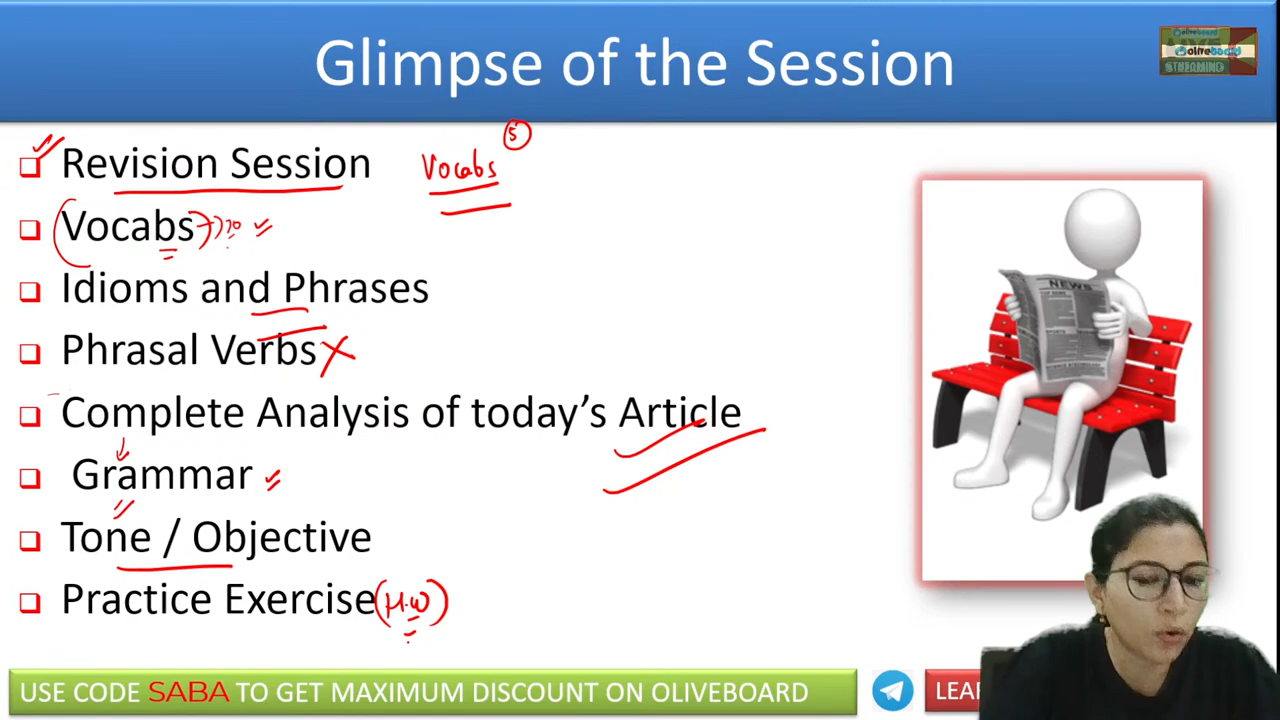 Glimpse of the Session
oliveboard
STREAMING
Revision Session Vocabs 5
Vocabs
Idioms and Phrases
Phrasal Verbs
NEWS
Complete Analysis of today's Article
Grammar
Tone / Objective
Practice Exercise (H.W)
USE CODE SABA TO GET MAXIMUM DISCOUNT ON OLIVEBOARD
LEA